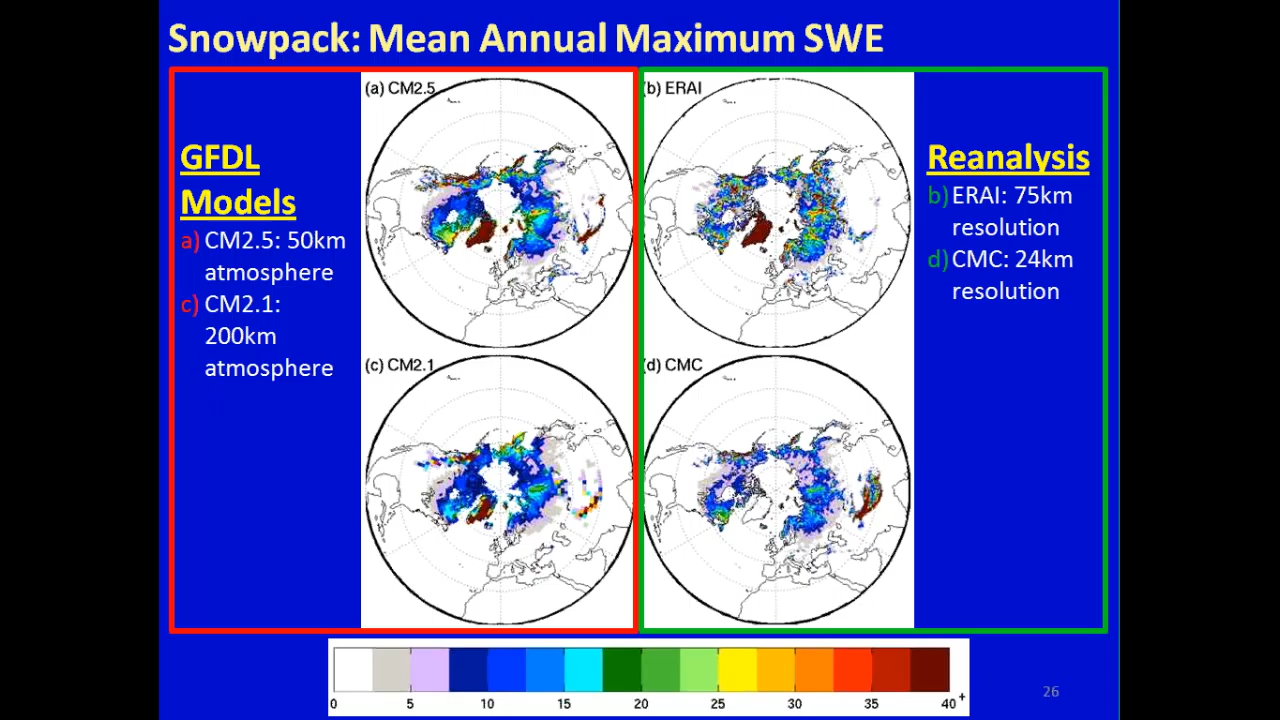 Snowpack: Mean Annual Maximum SWE
GFDL
Models
a) CM2.5: 50km
atmosphere
c) CM2.1:
200km
atmosphere
(a) CM2.5
(b) ERAI
(c) CM2.1
(d) CMC
Reanalysis
b) ERAI: 75km
resolution
d) CMC: 24km
resolution
0 5 10 15 20 25 30 35 40 +
26